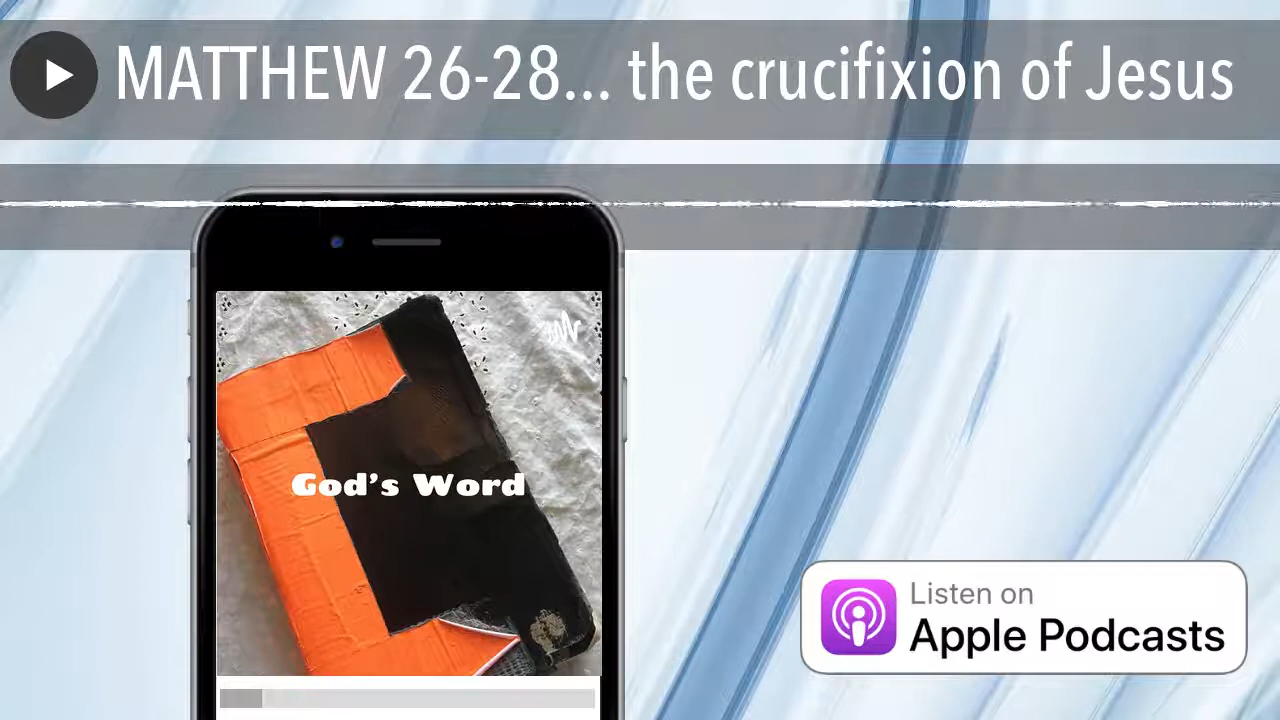 MATTHEW 26-28... the crucifixion of Jesus
God's Word
Listen on
Apple Podcasts